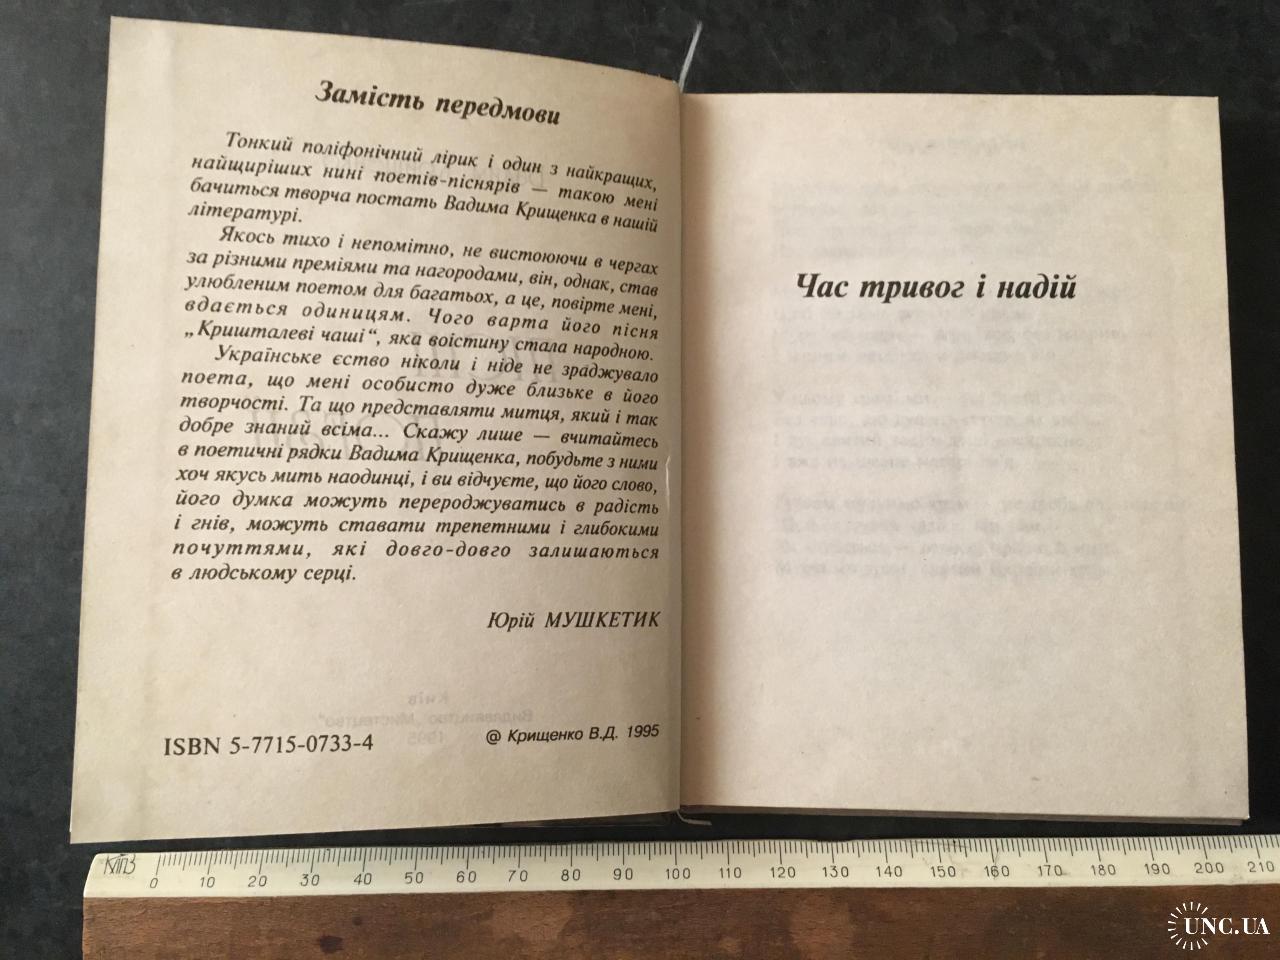 Замість передмови
Тонкий поліфонічний лірик і один з найкращих,
найщиріших нині поетів-піснярів — такою мені
бачиться творча постать Вадима Крищенка в нашій
літературі.
Якось тихо і непомітно, не вистоюючи в чергах
за різними преміями та нагородами, він, однак, став
улюбленим поетом для багатьох, а це, повірте мені,
вдається одиницям. Чого варта його пісня
„Кришталеві чаші“, яка воістину стала народною.
Українське єство ніколи і ніде не зраджувало
поета, що мені особисто дуже близьке в його
творчості. Та що представляти митця, який і так
добре знаний всіма... Скажу лише — вчитайтесь
в поетичні рядки Вадима Крищенка, побудьте з ними
хоч якусь мить наодинці, і ви відчуєте, що його слово,
його думка можуть перероджуватись в радість
і гнів, можуть ставати трепетними і глибокими
почуттями, які довго-довго залишаються
в людському серці.
Юрій МУШКЕТИК
ISBN 5-7715-0733-4
@ Крищенко В.Д. 1995
Час тривог і надій
0 10 20 30 40 50 60 70 80 90 100 110 120 130 140 150 160 170 180 190 200 210
UNC.UA